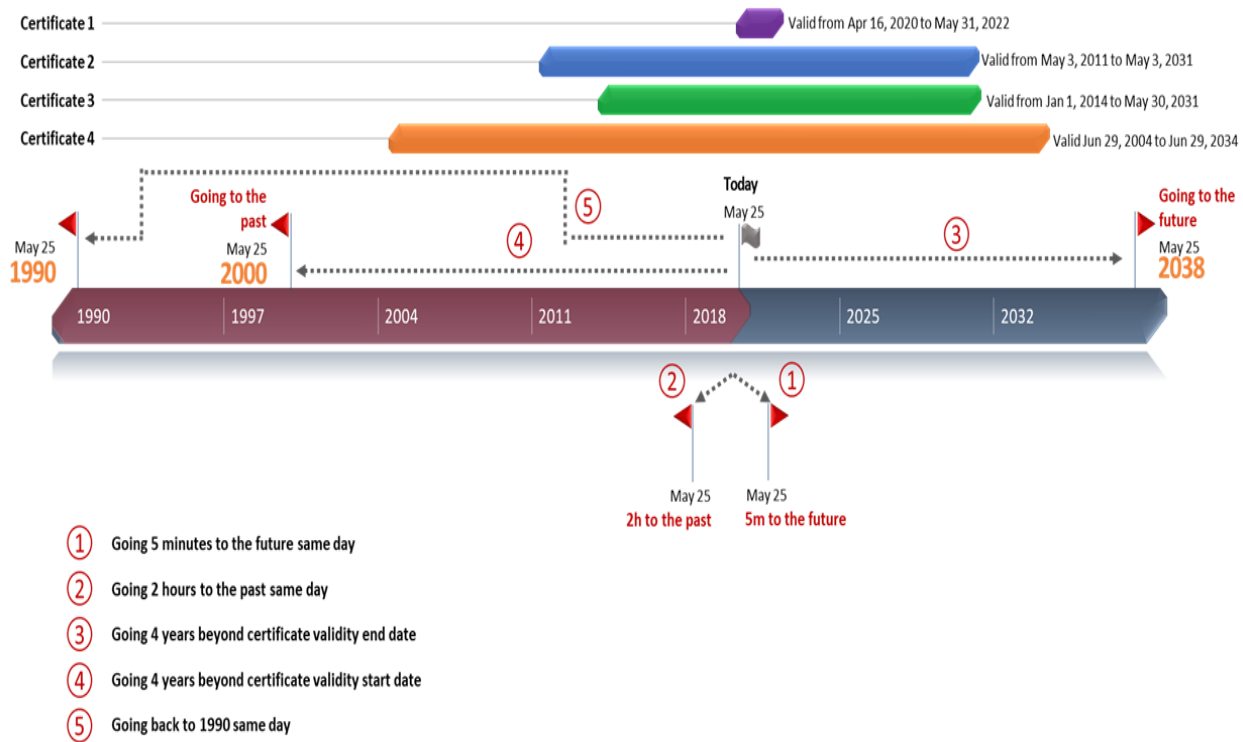 Certificate 1
Valid from Apr 16, 2020 to May 31, 2022
Certificate 2
Valid from May 3, 2011 to May 3, 2031
Certificate 3
Valid from Jan 1, 2014 to May 30, 2031
Certificate 4
Valid Jun 29, 2004 to Jun 29, 2034
Today
May 25
Going to the
past
May 25
2000
Going to the
future
May 25
2038
May 25
1990
5
4
3
1990
1997
2004
2011
2018
2025
2032
2
1
May 25
2h to the past
May 25
5m to the future
1 Going 5 minutes to the future same day
2 Going 2 hours to the past same day
3 Going 4 years beyond certificate validity end date
4 Going 4 years beyond certificate validity start date
5 Going back to 1990 same day